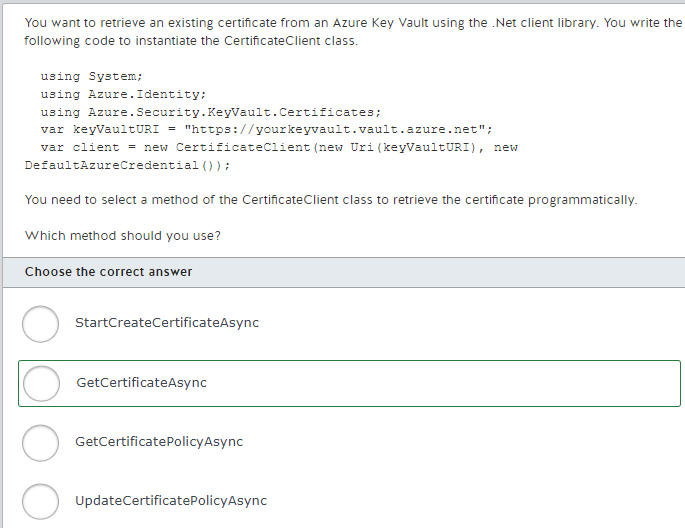 You want to retrieve an existing certificate from an Azure Key Vault using the .Net client library. You write the
following code to instantiate the CertificateClient class.
using System;
using Azure.Identity;
using Azure.Security.KeyVault.Certificates;
var keyVaultURI = "https://yourkeyvault.vault.azure.net";
var client = new CertificateClient(new Uri(keyVaultURI), new
DefaultAzureCredential());
You need to select a method of the CertificateClient class to retrieve the certificate programmatically.
Which method should you use?
Choose the correct answer
StartCreateCertificateAsync
GetCertificateAsync
GetCertificatePolicyAsync
UpdateCertificatePolicyAsync